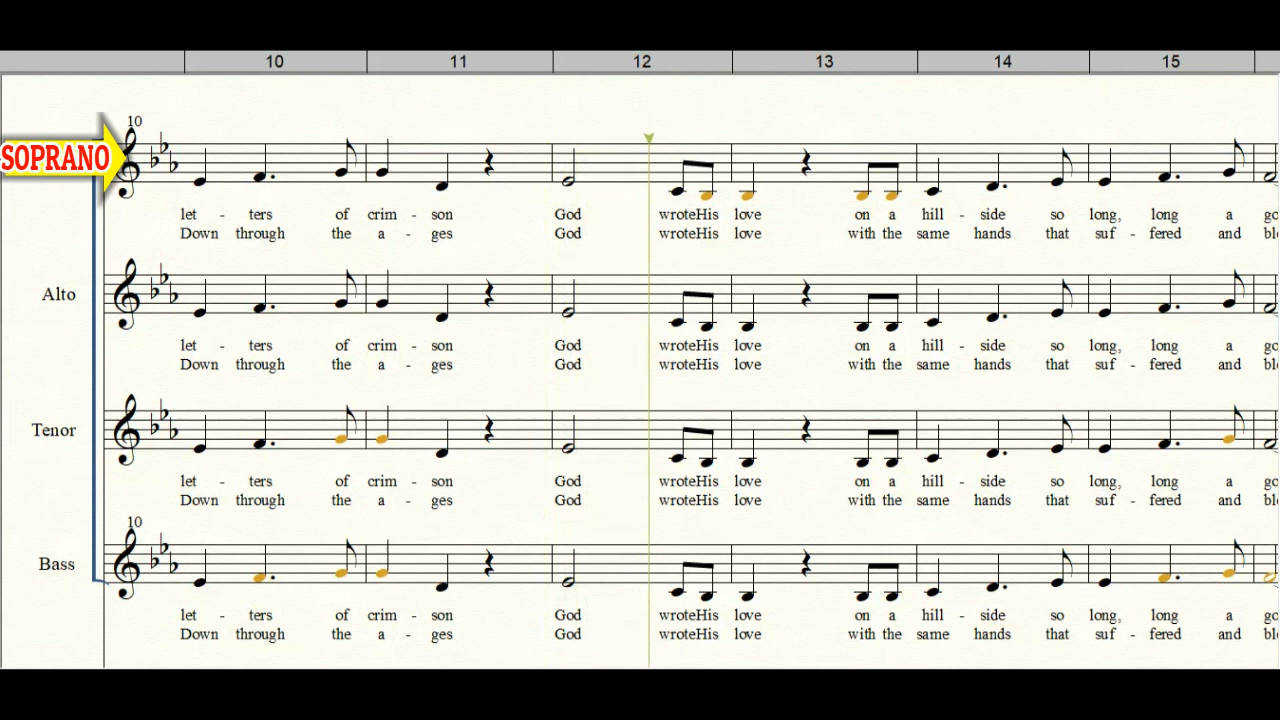 10 11 12 13 14 15
10
SOPRANO
let - ters of crim - son God wroteHis love on a hill - side so long, long a go
Down through the a - ges God wroteHis love with the same hands that suf - fered and
Alto
let - ters of crim - son God wroteHis love on a hill - side so long, long a go
Down through the a - ges God wroteHis love with the same hands that suf - fered and
Tenor
let - ters of crim - son God wroteHis love on a hill - side so long, long a go
Down through the a - ges God wroteHis love with the same hands that suf - fered and
10
Bass
let - ters of crim - son God wroteHis love on a hill - side so long, long a go
Down through the a - ges God wroteHis love with the same hands that suf - fered and